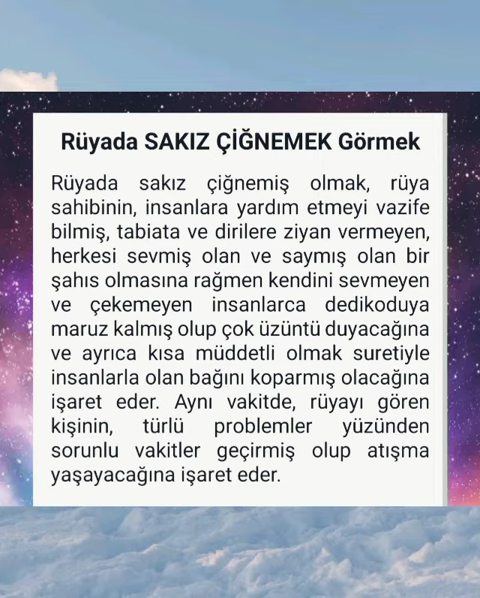 Rüyada SAKIZ ÇİĞNEMEK Görmek
Rüyada sakız çiğnemiş olmak, rüya
sahibinin, insanlara yardım etmeyi vazife
bilmiş, tabiata ve dirilere ziyan vermeyen,
herkesi sevmiş olan ve saymış olan bir
şahıs olmasına rağmen kendini sevmeyen
ve çekemeyen insanlarca dedikoduya
maruz kalmış olup çok üzüntü duyacağına
ve ayrıca kısa müddetli olmak suretiyle
insanlarla olan bağını koparmış olacağına
işaret eder. Aynı vakitde, rüyayı gören
kişinin, türlü problemler yüzünden
sorunlu vakitler geçirmiş olup atışma
yaşayacağına işaret eder.